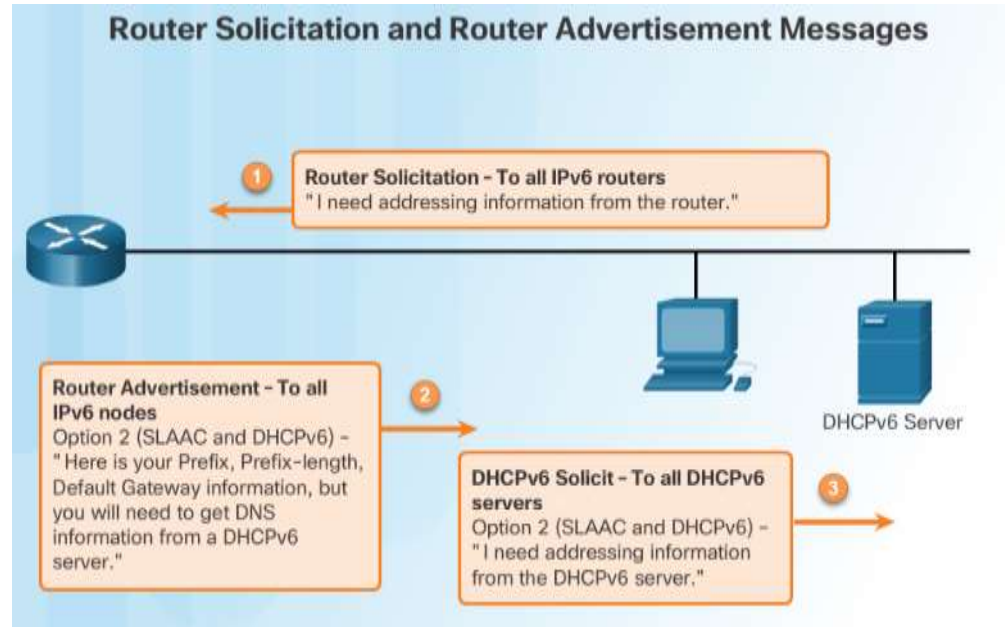 Router Solicitation and Router Advertisement Messages
1
Router Solicitation - To all IPv6 routers
"I need addressing information from the router."
Router Advertisement - To all
IPv6 nodes
Option 2 (SLAAC and DHCPv6) -
"Here is your Prefix, Prefix-length,
Default Gateway information, but
you will need to get DNS
information from a DHCPv6
server."
2
DHCPv6 Server
DHCPv6 Solicit - To all DHCPv6
servers
Option 2 (SLAAC and DHCPv6) -
"I need addressing information
from the DHCPv6 server."
3